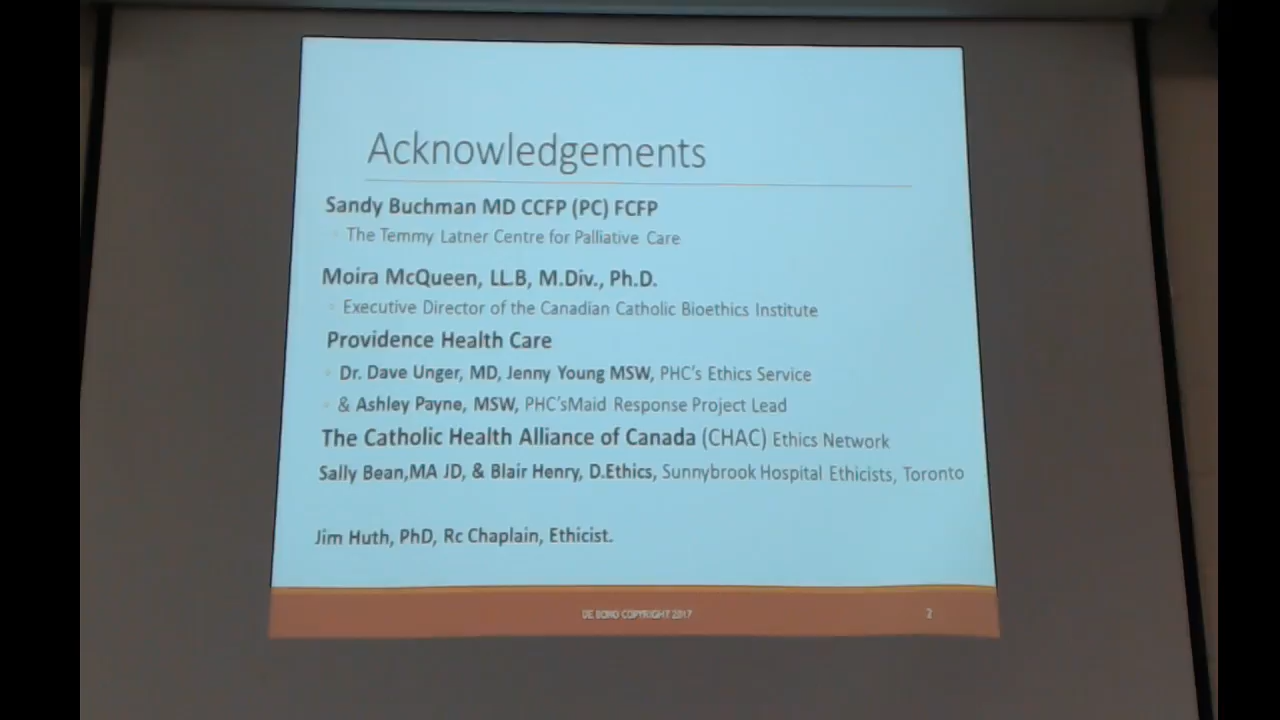 Acknowledgements
Sandy Buchman MD CCFP (PC) FCFP
The Temmy Latner Centre for Palliative Care
Moira McQueen, LL.B, M.Div., Ph.D.
Executive Director of the Canadian Catholic Bioethics Institute
Providence Health Care
Dr. Dave Unger, MD, Jenny Young MSW, PHC's Ethics Service
& Ashley Payne, MSW, PHC'sMaid Response Project Lead
The Catholic Health Alliance of Canada (CHAC) Ethics Network
Sally Bean,MA JD, & Blair Henry, D.Ethics, Sunnybrook Hospital Ethicists, Toronto
Jim Huth, PhD, Rc Chaplain, Ethicist.
DE BONO COPYRIGHT 2017
2